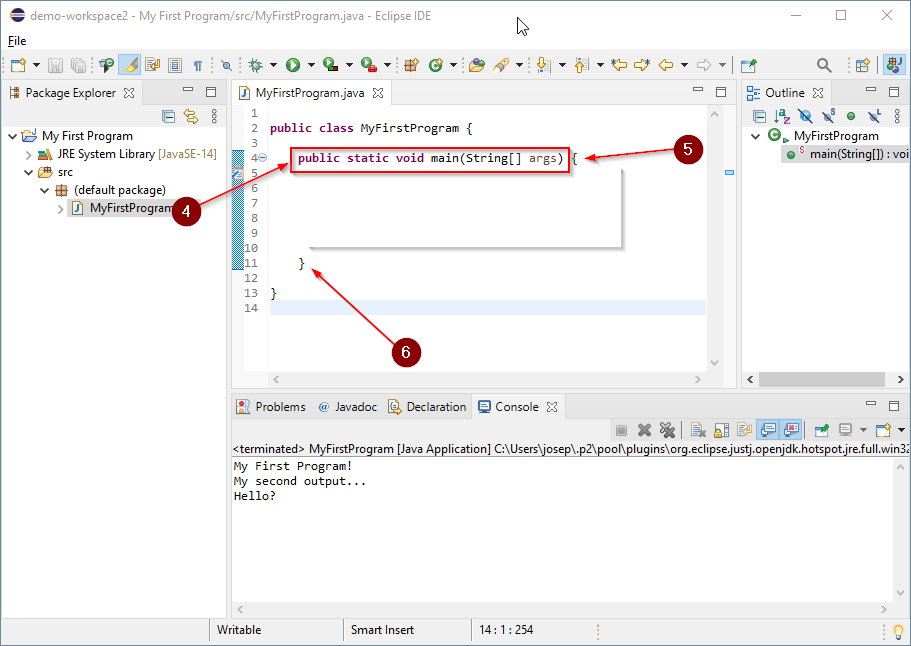 demo-workspace2 - My First Program/src/MyFirstProgram.java - Eclipse IDE
File
Package Explorer
My First Program
JRE System Library [JavaSE-14]
src
(default package)
MyFirstProgram
4
MyFirstProgram.java
1
2 public class MyFirstProgram {
3
4 public static void main(String[] args) {
5
6
7
8
9
10
11 }
12
13 }
14
5
6
Outline
MyFirstProgram
main(String[]) : voi
Problems @ Javadoc Declaration Console
<terminated> MyFirstProgram [Java Application] C:\Users\josep\.p2\pool\plugins\org.eclipse.justj.openjdk.hotspot.jre.full.win32
My First Program!
My second output...
Hello?
Writable Smart Insert 14 : 1 : 254